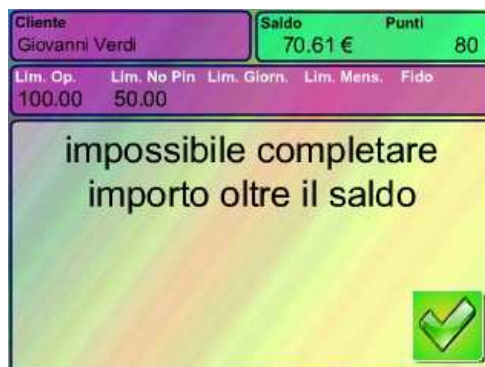 Cliente
Giovanni Verdi
Saldo Punti
70.61 € 80
Lim. Op. Lim. No Pin Lim. Giorn. Lim. Mens. Fido
100.00 50.00
impossibile completare
importo oltre il saldo